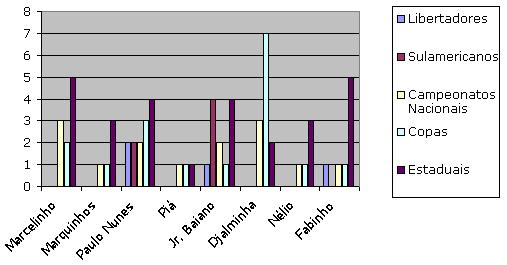 8
7
6
5
4
3
2
1
0
Marcelinho
Marquinhos
Paulo Nunes
Piá
Jr, Baiano
Djalminha
Nélio
Fabinho
Libertadores
Sulamericanos
Campeonatos
Nacionais
Copas
Estaduais